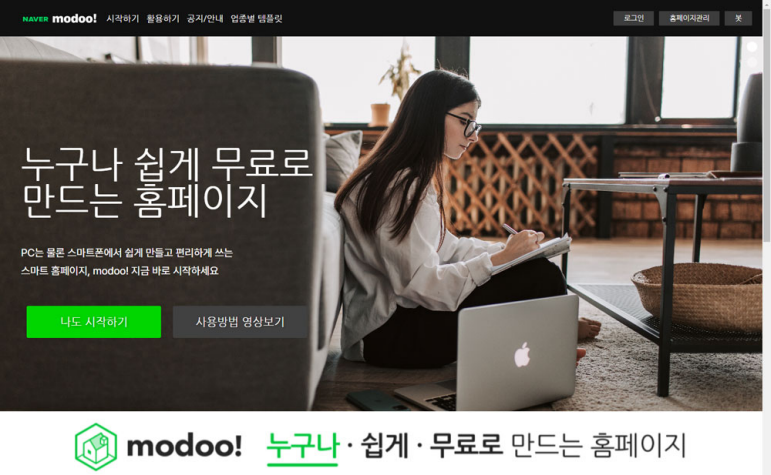 NAVER modoo! 시작하기 활용하기 공지/안내 업종별 템플릿 로그인 홈페이지관리 봇
누구나 쉽게 무료로
만드는 홈페이지
PC는 물론 스마트폰에서 쉽게 만들고 편리하게 쓰는
스마트 홈페이지, modoo! 지금 바로 시작하세요
나도 시작하기 사용방법 영상보기
modoo! 누구나 · 쉽게 · 무료로 만드는 홈페이지